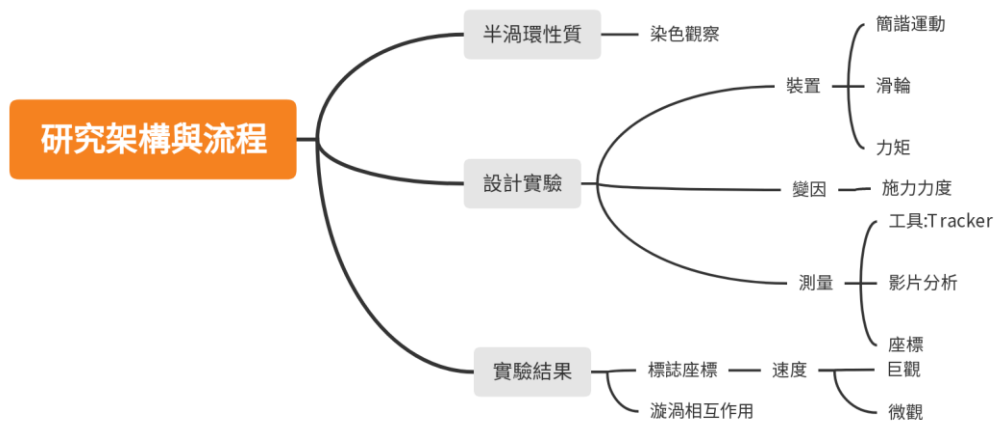 研究架構與流程
半渦環性質
染色觀察
設計實驗
裝置
簡諧運動
滑輪
力矩
變因
施力力度
測量
工具:Tracker
影片分析
座標
實驗結果
標誌座標
速度
巨觀
微觀
漩渦相互作用